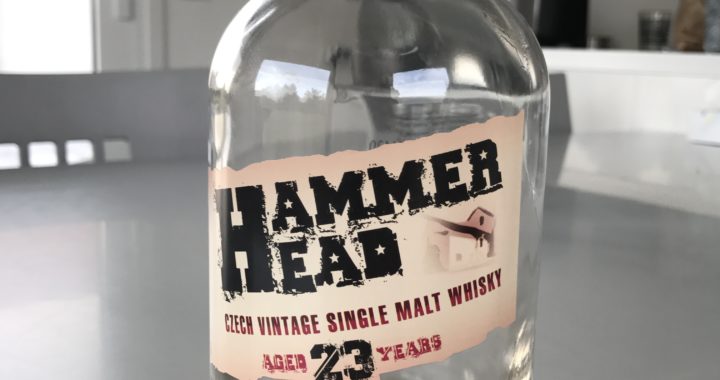 HAMMER
HEAD
CZECH VINTAGE SINGLE MALT WHISKY
AGED 23 YEARS